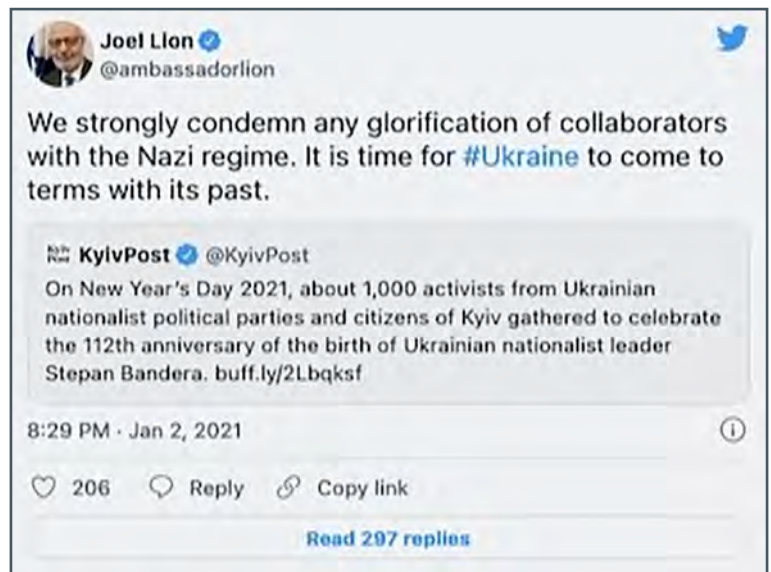 Joel Lion
@ambassadorlion
We strongly condemn any glorification of collaborators
with the Nazi regime. It is time for #Ukraine to come to
terms with its past.
KyivPost @KyivPost
On New Year's Day 2021, about 1,000 activists from Ukrainian
nationalist political parties and citizens of Kyiv gathered to celebrate
the 112th anniversary of the birth of Ukrainian nationalist leader
Stepan Bandera. buff.ly/2Lbqksf
8:29 PM · Jan 2, 2021
206 Reply Copy link
Read 297 replies